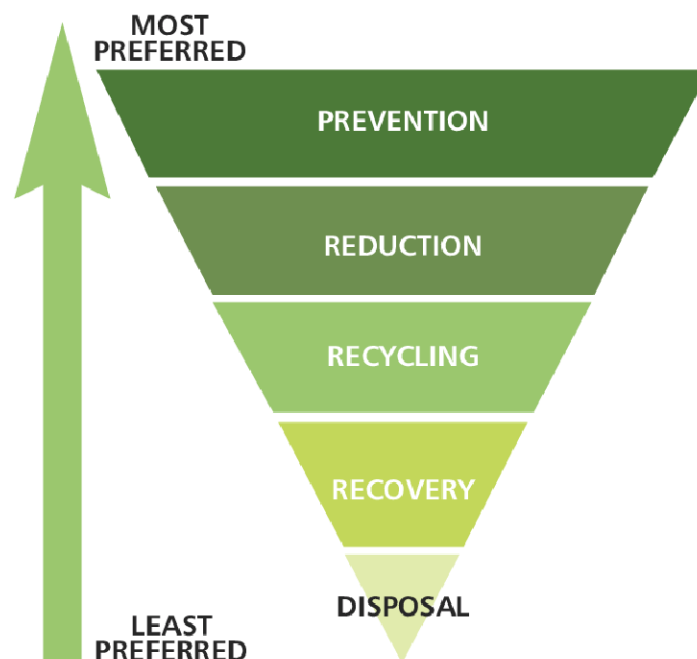 MOST
PREFERRED
PREVENTION
REDUCTION
RECYCLING
RECOVERY
DISPOSAL
LEAST
PREFERRED